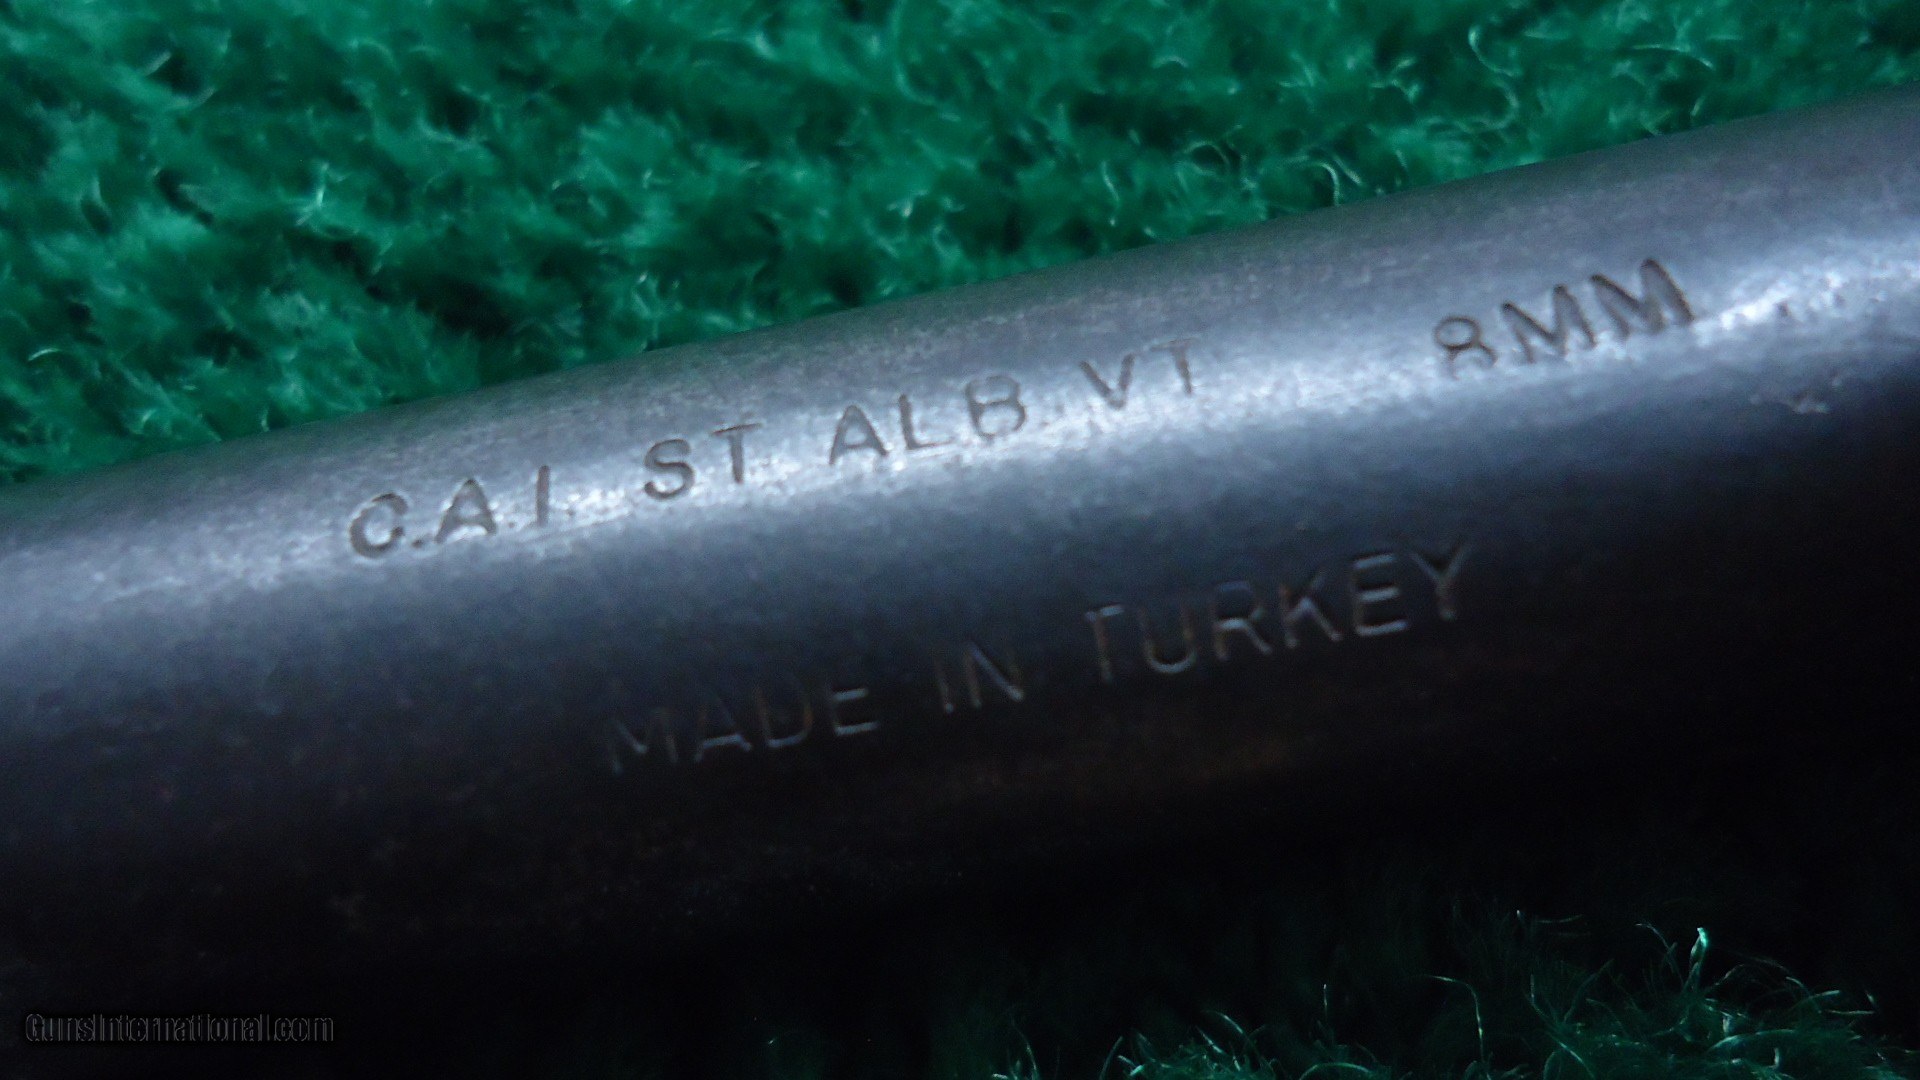 C.A.I. ST ALB.VT 8MM
MADE IN TURKEY
GunsInternational.com